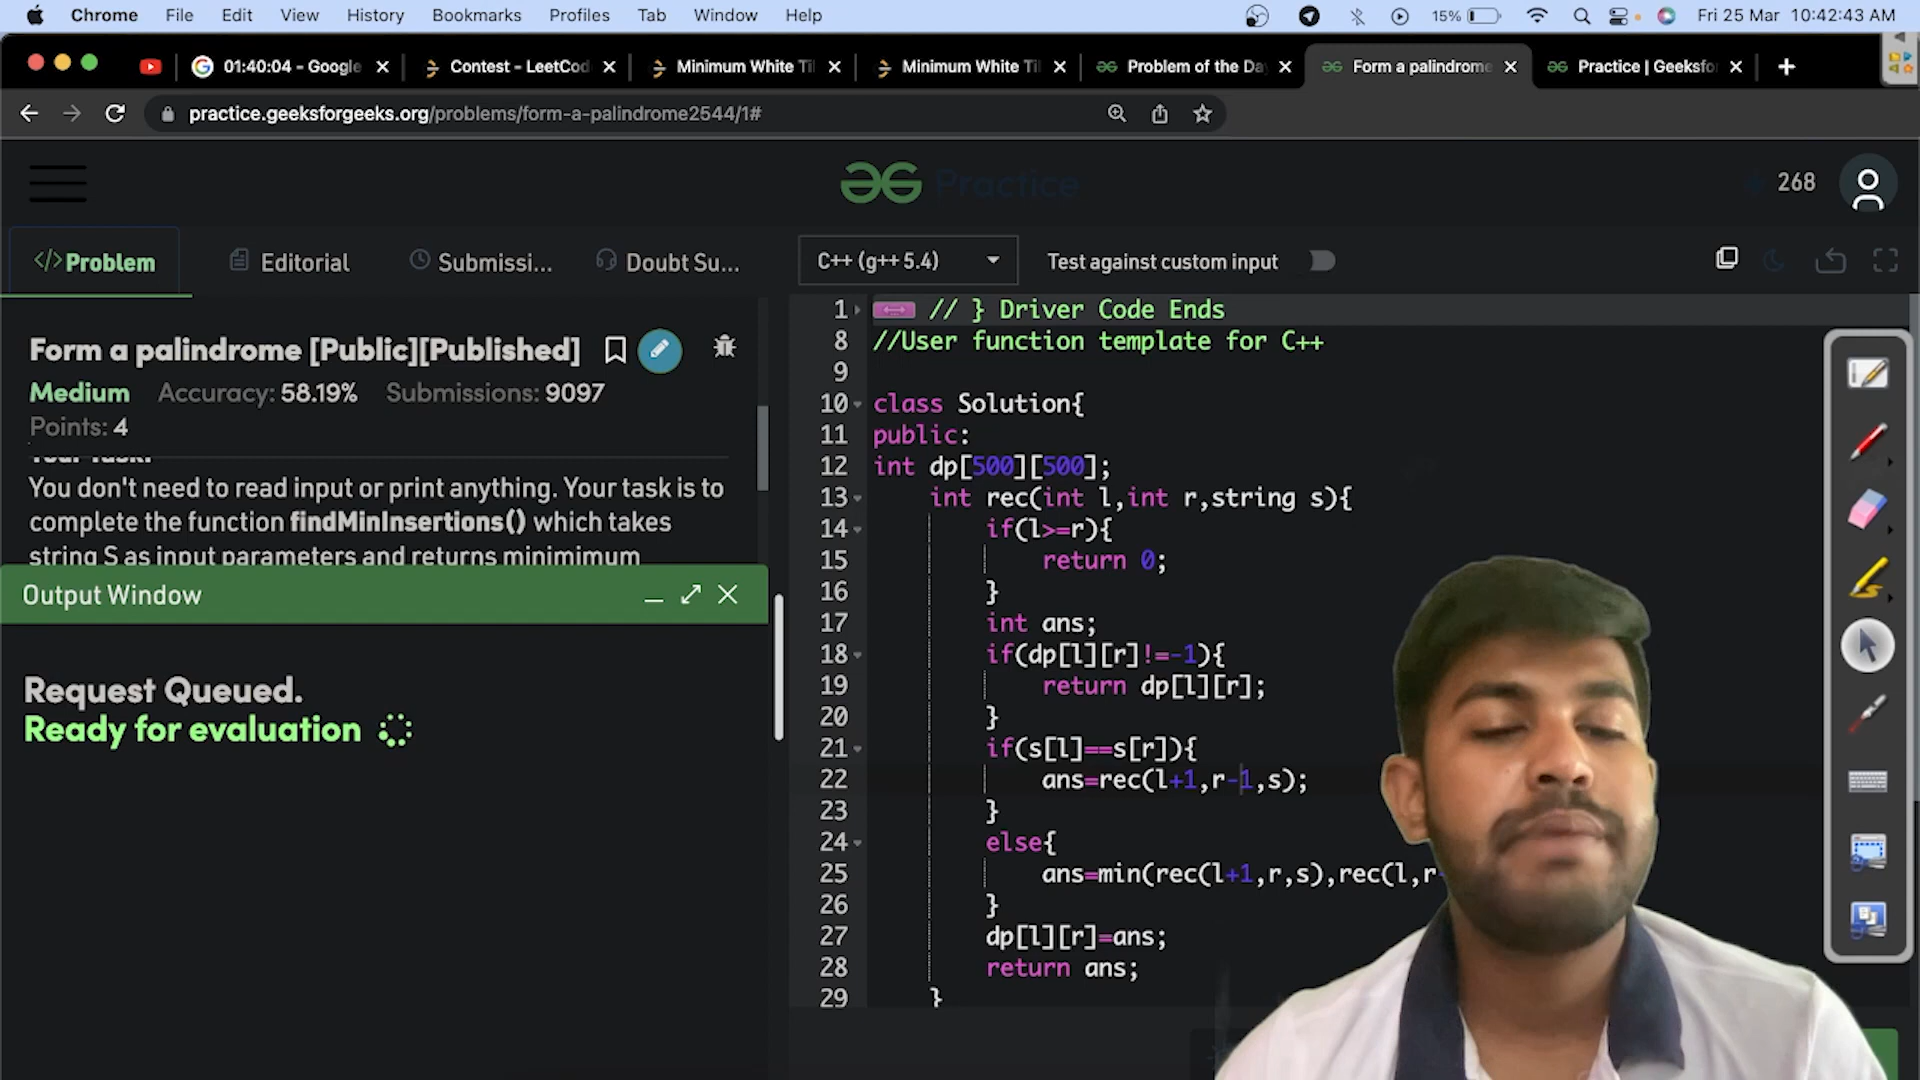 Chrome File Edit View History Bookmarks Profiles Tab Window Help 15% Fri 25 Mar 10:42:43 AM
01:40:04 - Google Contest - LeetCod Minimum White Ti Minimum White Ti Problem of the Da Form a palindrome Practice | Geeksfo
practice.geeksforgeeks.org/problems/form-a-palindrome2544/1#
Practice
268
</>Problem Editorial Submissi... Doubt Su...
C++ (g++ 5.4) Test against custom input
Form a palindrome [Public][Published]
Medium Accuracy: 58.19% Submissions: 9097
Points: 4
Your Task:
You don't need to read input or print anything. Your task is to
complete the function findMinInsertions() which takes
string S as input parameters and returns minimimum
Output Window
Request Queued.
Ready for evaluation
1 // } Driver Code Ends
8 //User function template for C++
9
10 class Solution{
11 public:
12 int dp[500][500];
13 int rec(int l,int r,string s){
14 if(l>=r){
15 return 0;
16 }
17 int ans;
18 if(dp[l][r]!=-1){
19 return dp[l][r];
20 }
21 if(s[l]==s[r]){
22 ans=rec(l+1,r-1,s);
23 }
24 else{
25 ans=min(rec(l+1,r,s),rec(l,r-
26 }
27 dp[l][r]=ans;
28 return ans;
29 }